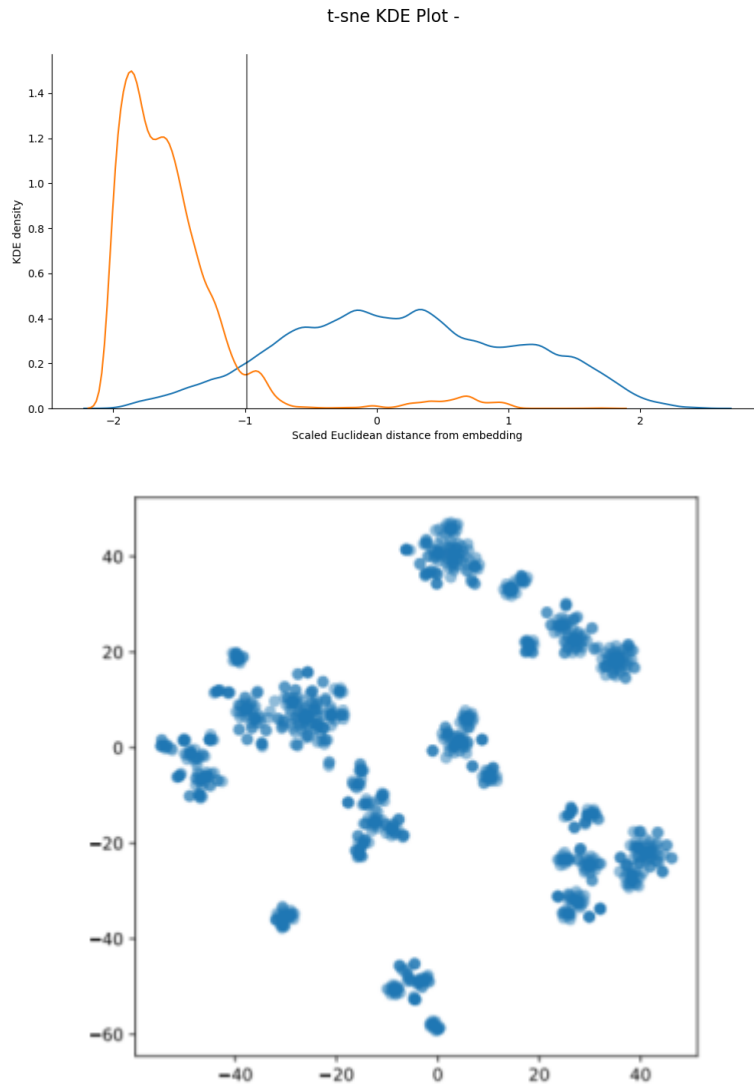 t-sne KDE Plot -
1.4
1.2
1.0
0.8
0.6
0.4
0.2
0.0
KDE density
−2 −1 0 1 2
Scaled Euclidean distance from embedding
40
20
0
−20
−40
−60
−40 −20 0 20 40